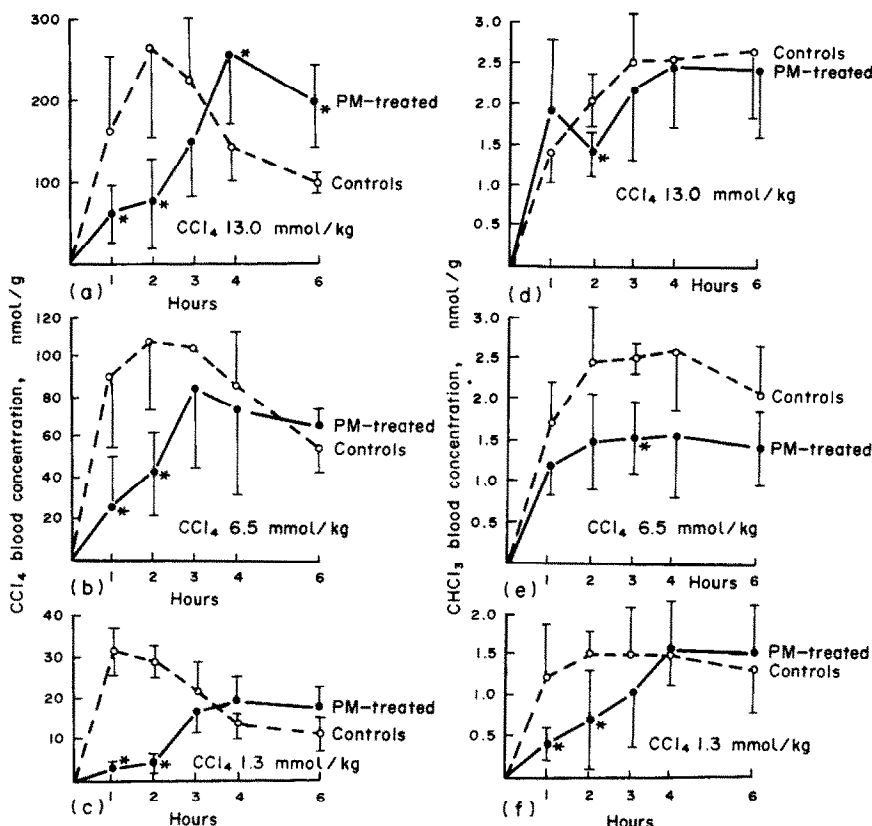 300
200
100
Controls
PM-treated
*
*
*
*
CCl₄ 13.0 mmol/kg
1 2 3 4 6
(a) Hours
3.0
2.5
2.0
1.5
1.0
0.5
Controls
PM-treated
*
CCl₄ 13.0 mmol/kg
1 2 3 4 6
(d) Hours
CCl₄ blood concentration, nmol/g
120
100
80
60
40
20
PM-treated
Controls
*
*
CCl₄ 6.5 mmol/kg
1 2 3 4 6
(b) Hours
CHCl₃ blood concentration, nmol/g
3.0
2.5
2.0
1.5
1.0
0.5
Controls
PM-treated
*
CCl₄ 6.5 mmol/kg
1 2 3 4 Hours 6
(e)
40
30
20
10
PM-treated
Controls
*
*
CCl₄ 1.3 mmol/kg
1 2 3 4 6
(c) Hours
2.0
1.5
1.0
0.5
PM-treated
Controls
*
*
CCl₄ 1.3 mmol/kg
1 2 3 4 6
(f) Hours